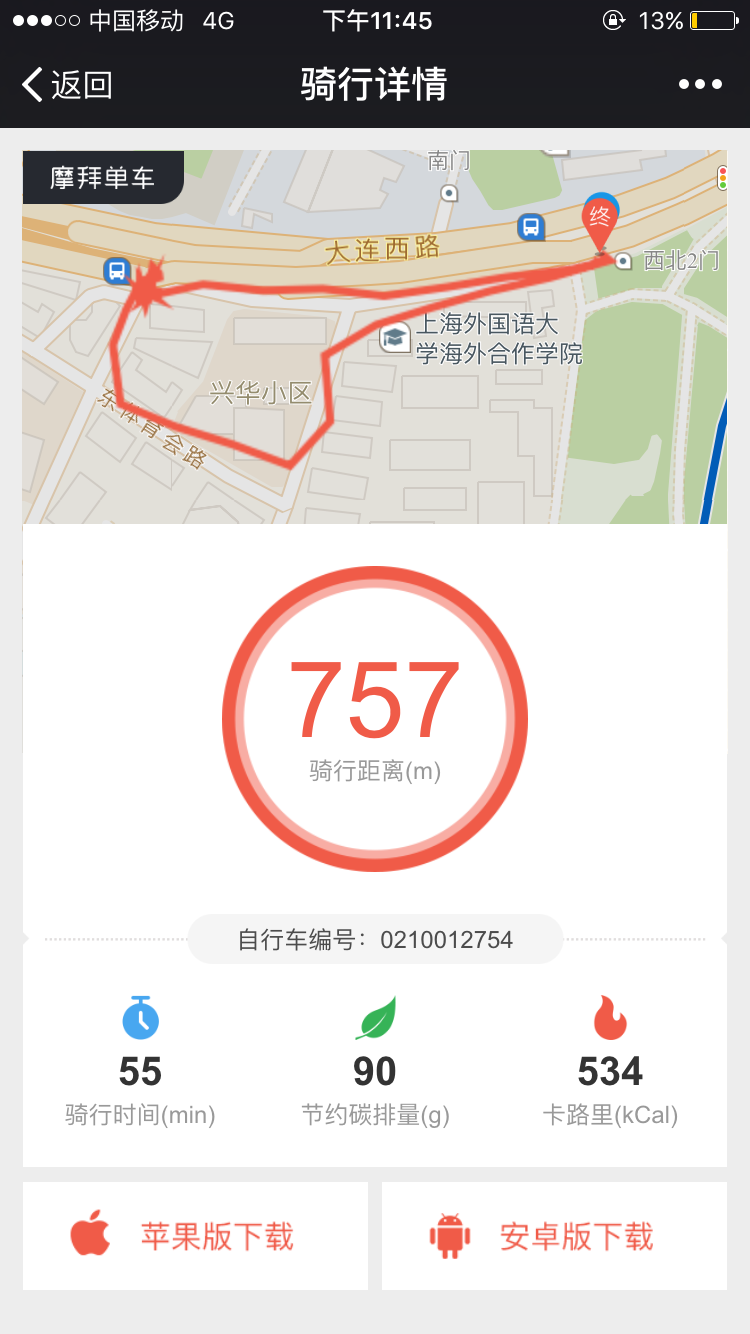 中国移动 4G 下午11:45 13%
返回 骑行详情
摩拜单车
南门
大连西路
终
西北2门
上海外国语大
学海外合作学院
兴华小区
东体育会路
757
骑行距离(m)
自行车编号：0210012754
55 90 534
骑行时间(min) 节约碳排量(g) 卡路里(kCal)
苹果版下载 安卓版下载